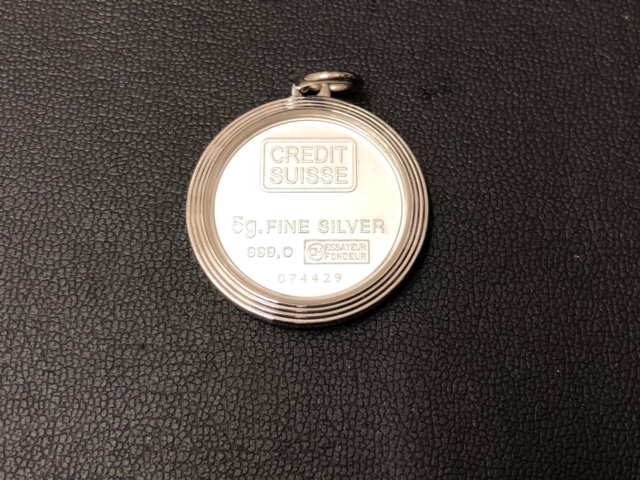 CREDIT
SUISSE
5g. FINE SILVER
999,0 ESSAYEUR
FONDEUR
074429